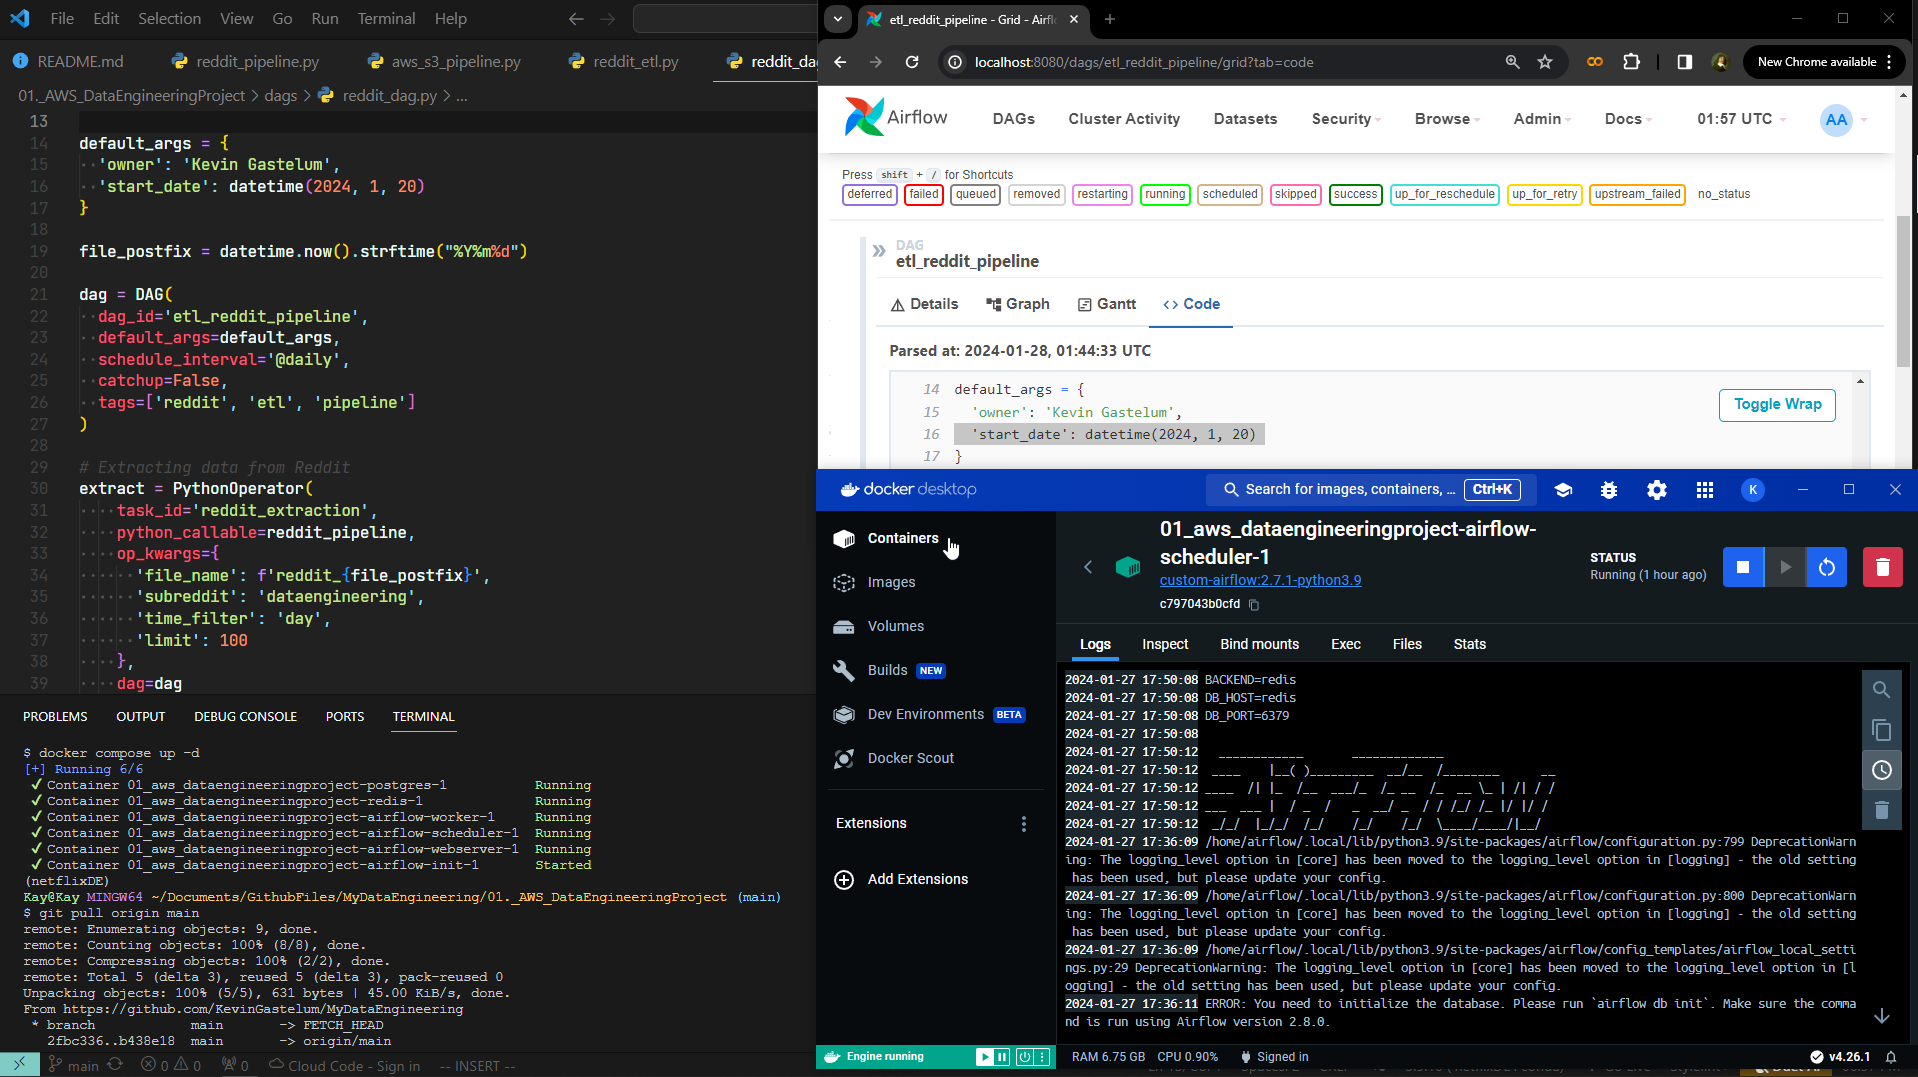 File Edit Selection View Go Run Terminal Help
README.md reddit_pipeline.py aws_s3_pipeline.py reddit_etl.py reddit_da
01._AWS_DataEngineeringProject > dags > reddit_dag.py > ...
13
14 default_args = {
15 'owner': 'Kevin Gastelum',
16 'start_date': datetime(2024, 1, 20)
17 }
18
19 file_postfix = datetime.now().strftime("%Y%m%d")
20
21 dag = DAG(
22 dag_id='etl_reddit_pipeline',
23 default_args=default_args,
24 schedule_interval='@daily',
25 catchup=False,
26 tags=['reddit', 'etl', 'pipeline']
27 )
28
29 # Extracting data from Reddit
30 extract = PythonOperator(
31 task_id='reddit_extraction',
32 python_callable=reddit_pipeline,
33 op_kwargs={
34 'file_name': f'reddit_{file_postfix}',
35 'subreddit': 'dataengineering',
36 'time_filter': 'day',
37 'limit': 100
38 },
39 dag=dag
PROBLEMS OUTPUT DEBUG CONSOLE PORTS TERMINAL
$ docker compose up -d
[+] Running 6/6
✔ Container 01_aws_dataengineeringproject-postgres-1 Running
✔ Container 01_aws_dataengineeringproject-redis-1 Running
✔ Container 01_aws_dataengineeringproject-airflow-worker-1 Running
✔ Container 01_aws_dataengineeringproject-airflow-scheduler-1 Running
✔ Container 01_aws_dataengineeringproject-airflow-webserver-1 Running
✔ Container 01_aws_dataengineeringproject-airflow-init-1 Started
(netflixDE)
Kay@Kay MINGW64 ~/Documents/GithubFiles/MyDataEngineering/01._AWS_DataEngineeringProject (main)
$ git pull origin main
remote: Enumerating objects: 9, done.
remote: Counting objects: 100% (8/8), done.
remote: Compressing objects: 100% (2/2), done.
remote: Total 5 (delta 3), reused 5 (delta 3), pack-reused 0
Unpacking objects: 100% (5/5), 631 bytes | 45.00 KiB/s, done.
From https://github.com/KevinGastelum/MyDataEngineering
* branch main -> FETCH_HEAD
2fbc336..b438e18 main -> origin/main
main 0 0 0 Cloud Code - Sign in -- INSERT --
etl_reddit_pipeline - Grid - Airfl
localhost:8080/dags/etl_reddit_pipeline/grid?tab=code New Chrome available
Airflow DAGs Cluster Activity Datasets Security Browse Admin Docs 01:57 UTC AA
Press shift + / for Shortcuts
deferred failed queued removed restarting running scheduled skipped success up_for_reschedule up_for_retry upstream_failed no_status
DAG
etl_reddit_pipeline
Details Graph Gantt <> Code
Parsed at: 2024-01-28, 01:44:33 UTC
14 default_args = {
15 'owner': 'Kevin Gastelum',
16 'start_date': datetime(2024, 1, 20)
17 }
Toggle Wrap
docker desktop Search for images, containers, ... Ctrl+K K
Containers
Images
Volumes
Builds NEW
Dev Environments BETA
Docker Scout
Extensions
Add Extensions
01_aws_dataengineeringproject-airflow-
scheduler-1
custom-airflow:2.7.1-python3.9
c797043b0cfd
STATUS
Running (1 hour ago)
Logs Inspect Bind mounts Exec Files Stats
2024-01-27 17:50:08 BACKEND=redis
2024-01-27 17:50:08 DB_HOST=redis
2024-01-27 17:50:08 DB_PORT=6379
2024-01-27 17:50:08
2024-01-27 17:50:12
2024-01-27 17:50:12
2024-01-27 17:50:12
2024-01-27 17:50:12
2024-01-27 17:50:12
2024-01-27 17:36:09 /home/airflow/.local/lib/python3.9/site-packages/airflow/configuration.py:799 DeprecationWarn
ing: The logging_level option in [core] has been moved to the logging_level option in [logging] - the old setting
has been used, but please update your config.
2024-01-27 17:36:09 /home/airflow/.local/lib/python3.9/site-packages/airflow/configuration.py:800 DeprecationWarn
ing: The logging_level option in [core] has been moved to the logging_level option in [logging] - the old setting
has been used, but please update your config.
2024-01-27 17:36:09 /home/airflow/.local/lib/python3.9/site-packages/airflow/config_templates/airflow_local_setti
ngs.py:29 DeprecationWarning: The logging_level option in [core] has been moved to the logging_level option in [l
ogging] - the old setting has been used, but please update your config.
2024-01-27 17:36:11 ERROR: You need to initialize the database. Please run `airflow db init`. Make sure the comma
nd is run using Airflow version 2.8.0.
Engine running RAM 6.75 GB CPU 0.90% Signed in v4.26.1